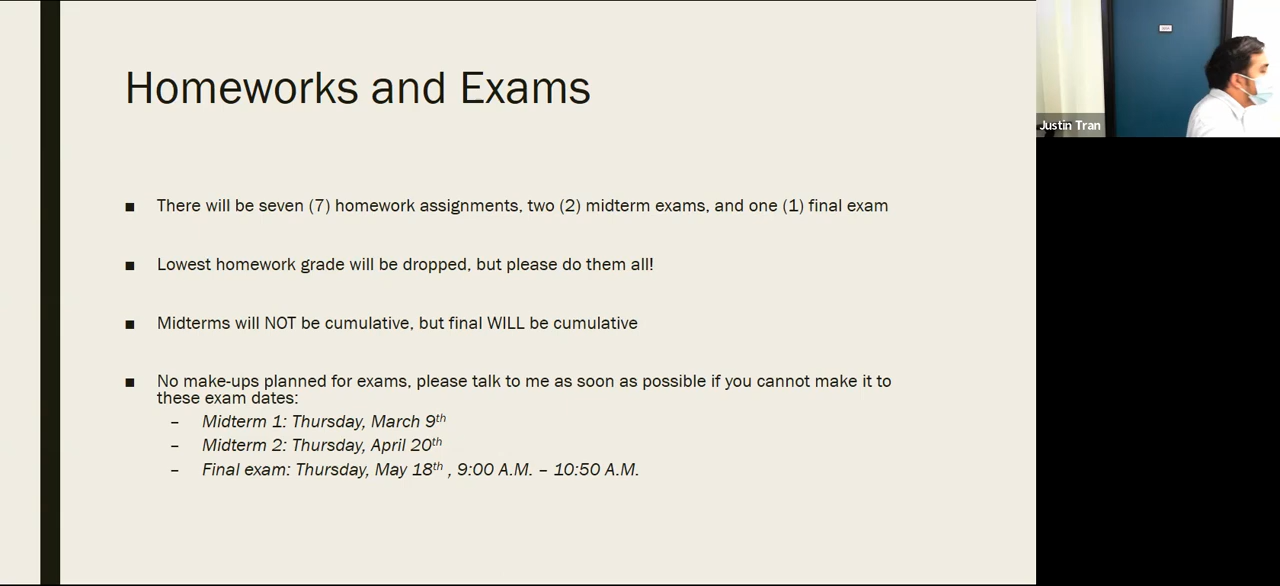 Homeworks and Exams
■ There will be seven (7) homework assignments, two (2) midterm exams, and one (1) final exam
■ Lowest homework grade will be dropped, but please do them all!
■ Midterms will NOT be cumulative, but final WILL be cumulative
■ No make-ups planned for exams, please talk to me as soon as possible if you cannot make it to
these exam dates:
– Midterm 1: Thursday, March 9th
– Midterm 2: Thursday, April 20th
– Final exam: Thursday, May 18th , 9:00 A.M. – 10:50 A.M.
Justin Tran